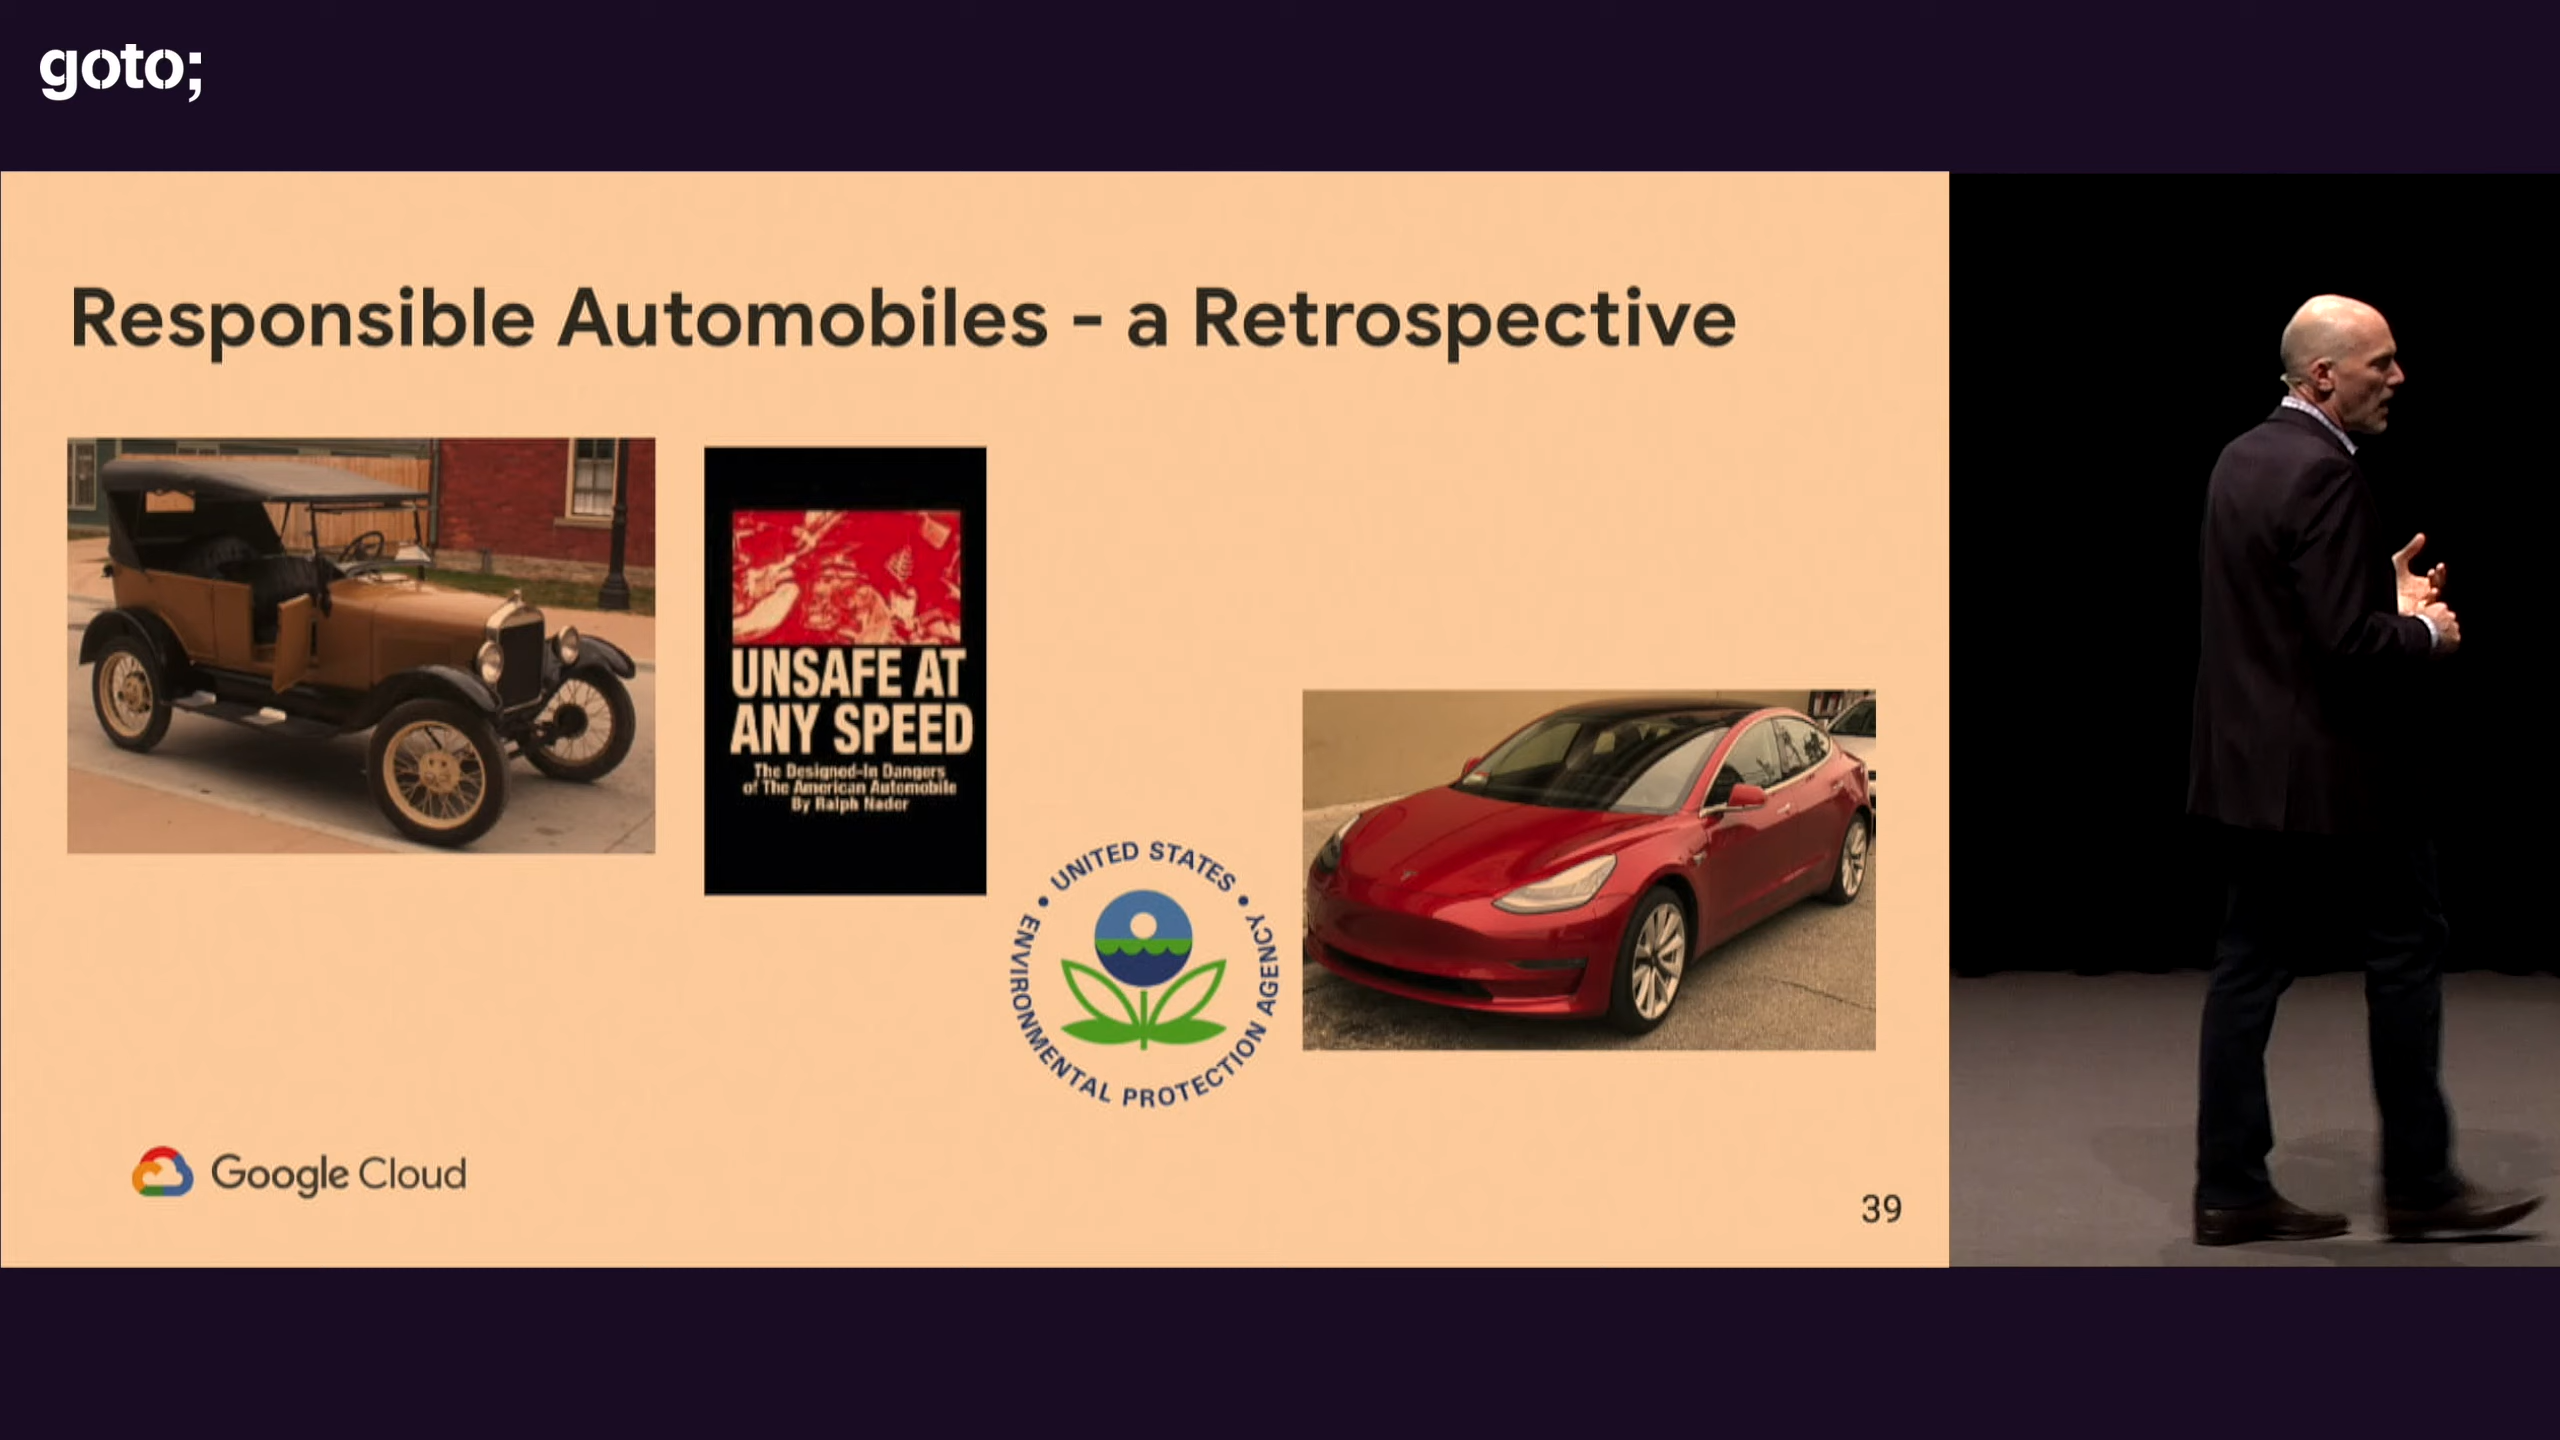 goto;
Responsible Automobiles - a Retrospective
UNSAFE AT
ANY SPEED
The Designed-In Dangers
of The American Automobile
By Ralph Nader
UNITED STATES
ENVIRONMENTAL PROTECTION AGENCY
Google Cloud
39